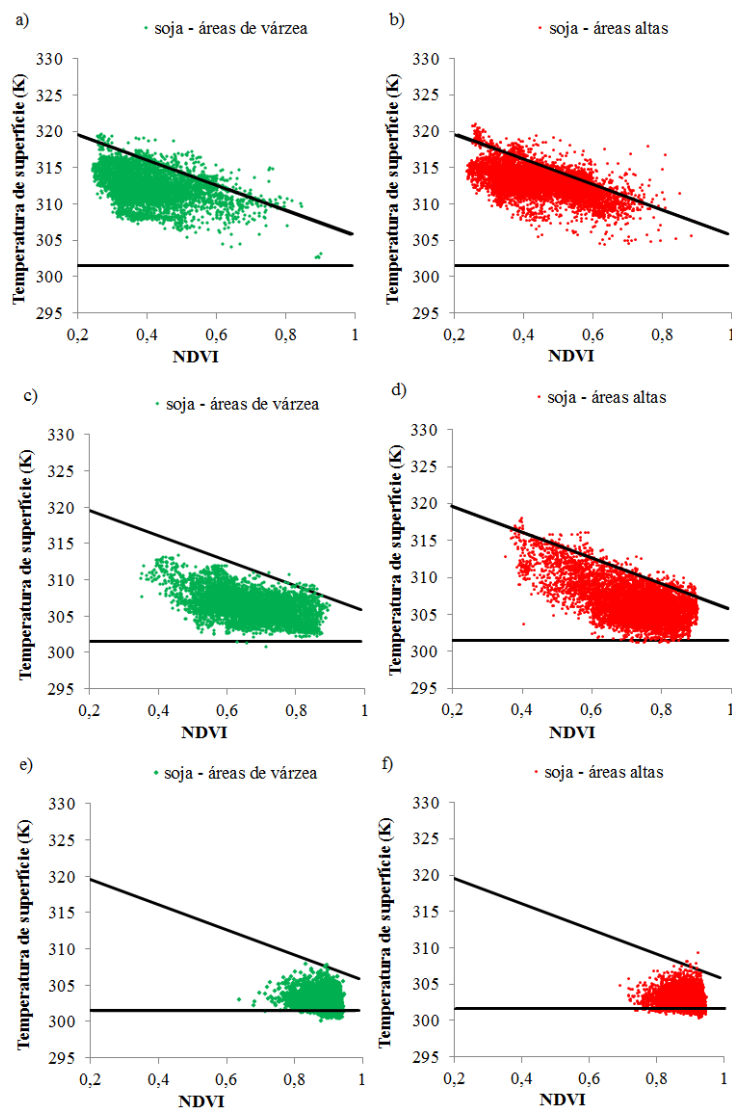 a)
soja - áreas de várzea
Temperatura de superfície (K)
330
325
320
315
310
305
300
295
0,2 0,4 0,6 0,8 1
NDVI
b)
soja - áreas altas
Temperatura de superfície (K)
330
325
320
315
310
305
300
295
0,2 0,4 0,6 0,8 1
NDVI
c)
soja - áreas de várzea
Temperatura de superfície (K)
330
325
320
315
310
305
300
295
0,2 0,4 0,6 0,8 1
NDVI
d)
soja - áreas altas
Temperatura de superfície (K)
330
325
320
315
310
305
300
295
0,2 0,4 0,6 0,8 1
NDVI
e)
soja - áreas de várzea
Temperatura de superfície (K)
330
325
320
315
310
305
300
295
0,2 0,4 0,6 0,8 1
NDVI
f)
soja - áreas altas
Temperatura de superfície (K)
330
325
320
315
310
305
300
295
0,2 0,4 0,6 0,8 1
NDVI